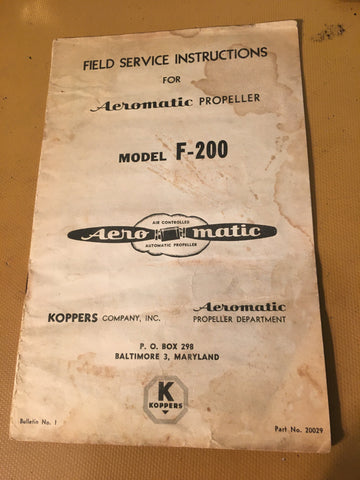 FIELD SERVICE INSTRUCTIONS
FOR
Aeromatic PROPELLER
MODEL F-200
AIR CONTROLLED
Aero matic
AUTOMATIC PROPELLER
KOPPERS COMPANY, INC.
Aeromatic
PROPELLER DEPARTMENT
P. O. BOX 298
BALTIMORE 3, MARYLAND
K
KOPPERS
Bulletin No. 1
Part No. 20029